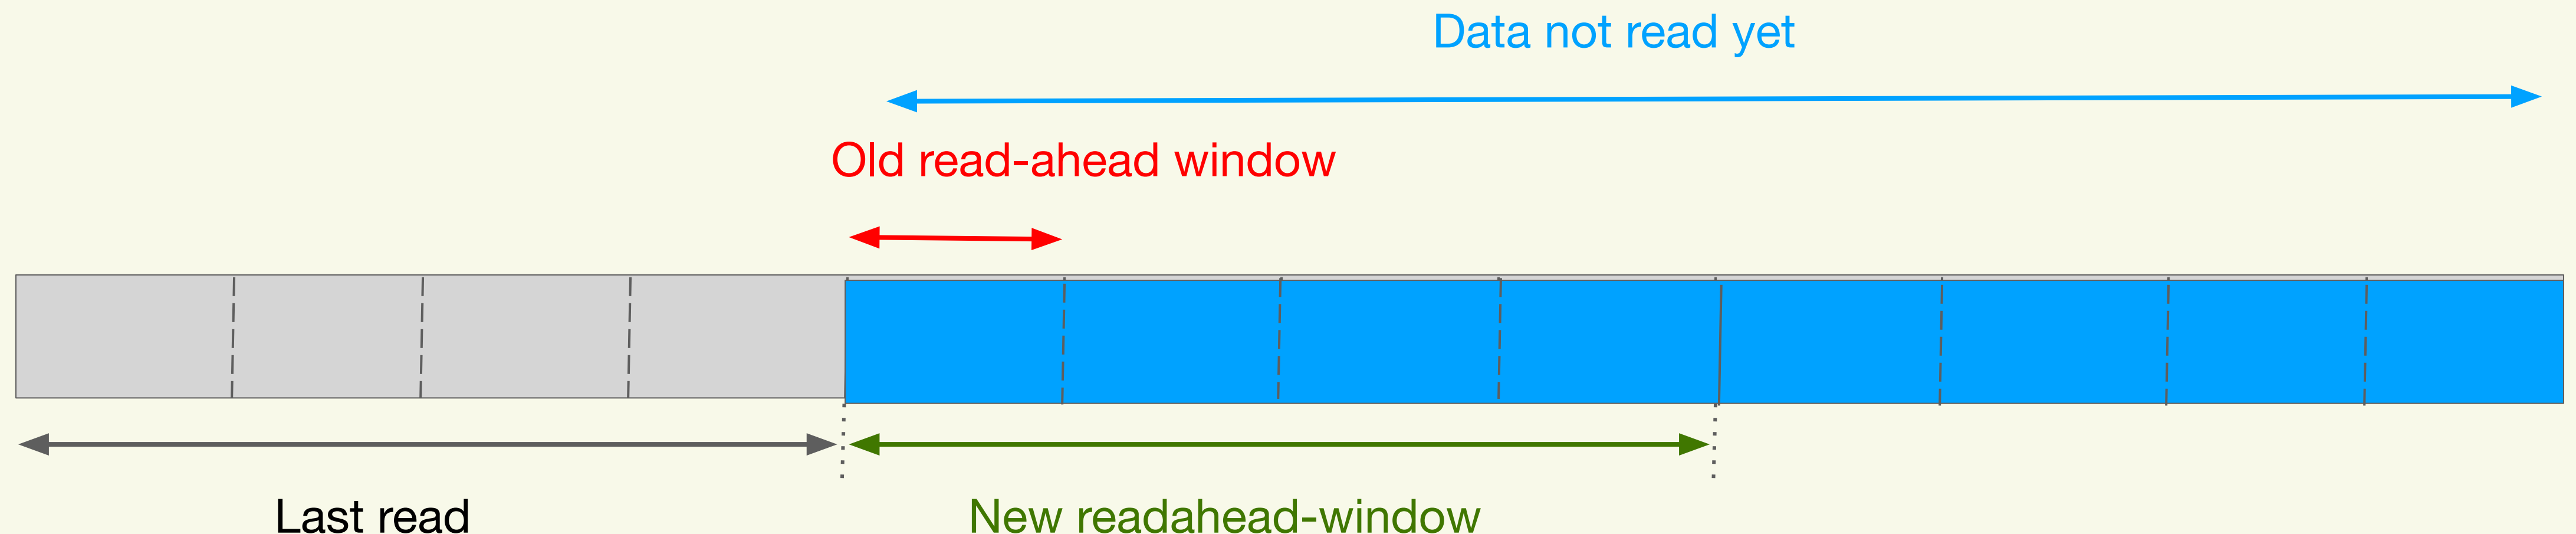 Data not read yet
Old read-ahead window
Last read
New readahead-window